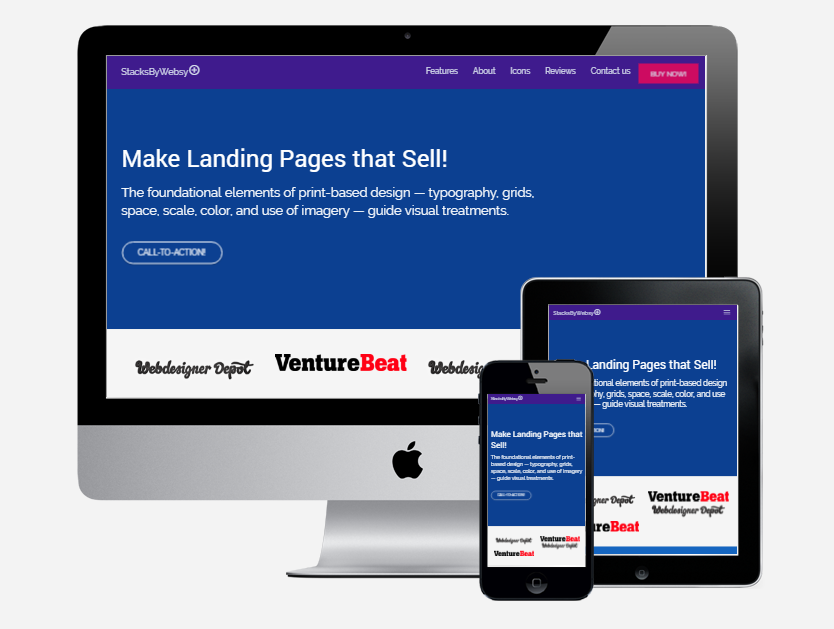 StacksByWebsy
Features About Icons Reviews Contact us BUY NOW!
Make Landing Pages that Sell!
The foundational elements of print-based design — typography, grids,
space, scale, color, and use of imagery — guide visual treatments.
CALL-TO-ACTION!
Webdesigner Depot VentureBeat Webdesig
StacksByWebsy
Landing Pages that Sell!
tional elements of print-based design
hy, grids, space, scale, color, and use
— guide visual treatments.
ION!
gner Depot VentureBeat
Webdesigner Depot
reBeat
StacksByWebsy
Make Landing Pages that
Sell!
The foundational elements of print-
based design — typography, grids,
space, scale, color, and use of imagery
— guide visual treatments.
CALL-TO-ACTION!
Webdesigner Depot VentureBeat
Webdesigner Depot
VentureBeat